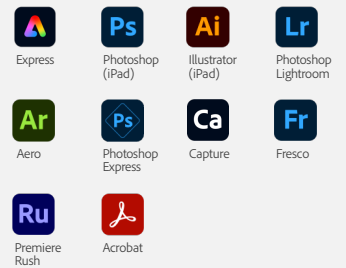 Ps
Ai
Lr
Express
Photoshop
(iPad)
Illustrator
(iPad)
Photoshop
Lightroom
Ar
Ps
Ca
Fr
Aero
Photoshop
Express
Capture
Fresco
Ru
Premiere
Rush
Acrobat